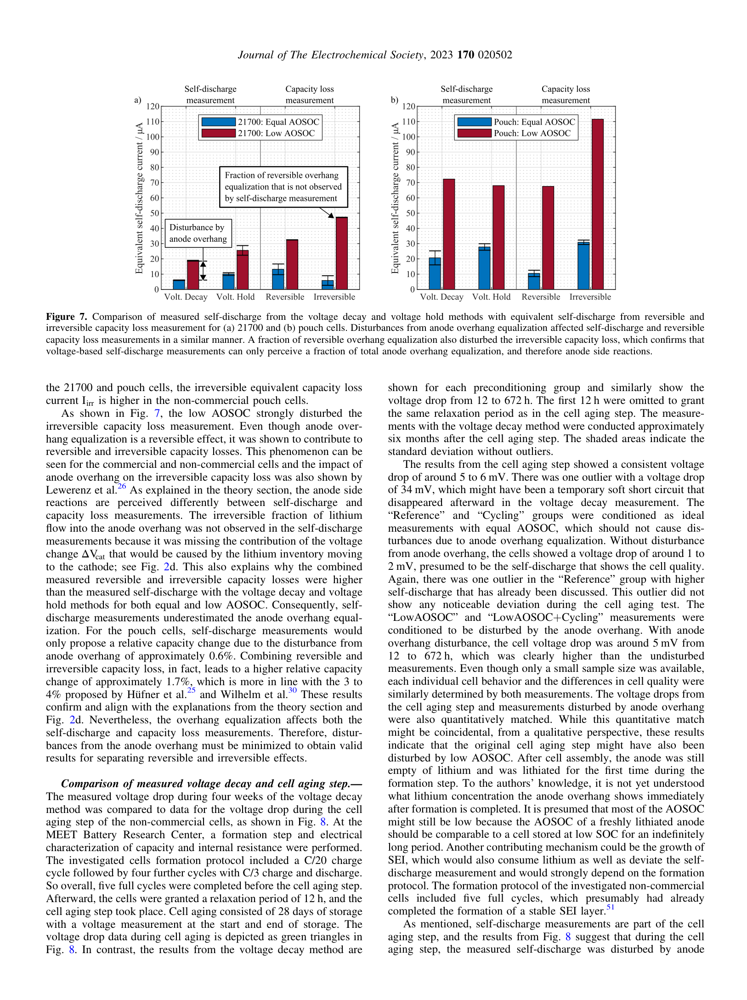 Journal of The Electrochemical Society, 2023 170 020502
Self-discharge
measurement
Capacity loss
measurement
a)
120
110
100
90
80
70
60
50
40
30
20
10
0
Equivalent self-discharge current / μA
21700: Equal AOSOC
21700: Low AOSOC
Fraction of reversible overhang
equalization that is not observed
by self-discharge measurement
Disturbance by
anode overhang
Volt. Decay
Volt. Hold
Reversible
Irreversible
Self-discharge
measurement
Capacity loss
measurement
b)
120
110
100
90
80
70
60
50
40
30
20
10
0
Equivalent self-discharge current / μA
Pouch: Equal AOSOC
Pouch: Low AOSOC
Volt. Decay
Volt. Hold
Reversible
Irreversible
Figure 7. Comparison of measured self-discharge from the voltage decay and voltage hold methods with equivalent self-discharge from reversible and
irreversible capacity loss measurement for (a) 21700 and (b) pouch cells. Disturbances from anode overhang equalization affected self-discharge and reversible
capacity loss measurements in a similar manner. A fraction of reversible overhang equalization also disturbed the irreversible capacity loss, which confirms that
voltage-based self-discharge measurements can only perceive a fraction of total anode overhang equalization, and therefore anode side reactions.
the 21700 and pouch cells, the irreversible equivalent capacity loss
current Iirr is higher in the non-commercial pouch cells.
As shown in Fig. 7, the low AOSOC strongly disturbed the
irreversible capacity loss measurement. Even though anode over-
hang equalization is a reversible effect, it was shown to contribute to
reversible and irreversible capacity losses. This phenomenon can be
seen for the commercial and non-commercial cells and the impact of
anode overhang on the irreversible capacity loss was also shown by
Lewerenz et al.26 As explained in the theory section, the anode side
reactions are perceived differently between self-discharge and
capacity loss measurements. The irreversible fraction of lithium
flow into the anode overhang was not observed in the self-discharge
measurements because it was missing the contribution of the voltage
change ΔVcat that would be caused by the lithium inventory moving
to the cathode; see Fig. 2d. This also explains why the combined
measured reversible and irreversible capacity losses were higher
than the measured self-discharge with the voltage decay and voltage
hold methods for both equal and low AOSOC. Consequently, self-
discharge measurements underestimated the anode overhang equal-
ization. For the pouch cells, self-discharge measurements would
only propose a relative capacity change due to the disturbance from
anode overhang of approximately 0.6%. Combining reversible and
irreversible capacity loss, in fact, leads to a higher relative capacity
change of approximately 1.7%, which is more in line with the 3 to
4% proposed by Hüfner et al.25 and Wilhelm et al.30 These results
confirm and align with the explanations from the theory section and
Fig. 2d. Nevertheless, the overhang equalization affects both the
self-discharge and capacity loss measurements. Therefore, distur-
bances from the anode overhang must be minimized to obtain valid
results for separating reversible and irreversible effects.
Comparison of measured voltage decay and cell aging step.—
The measured voltage drop during four weeks of the voltage decay
method was compared to data for the voltage drop during the cell
aging step of the non-commercial cells, as shown in Fig. 8. At the
MEET Battery Research Center, a formation step and electrical
characterization of capacity and internal resistance were performed.
The investigated cells formation protocol included a C/20 charge
cycle followed by four further cycles with C/3 charge and discharge.
So overall, five full cycles were completed before the cell aging step.
Afterward, the cells were granted a relaxation period of 12 h, and the
cell aging step took place. Cell aging consisted of 28 days of storage
with a voltage measurement at the start and end of storage. The
voltage drop data during cell aging is depicted as green triangles in
Fig. 8. In contrast, the results from the voltage decay method are
shown for each preconditioning group and similarly show the
voltage drop from 12 to 672 h. The first 12 h were omitted to grant
the same relaxation period as in the cell aging step. The measure-
ments with the voltage decay method were conducted approximately
six months after the cell aging step. The shaded areas indicate the
standard deviation without outliers.
The results from the cell aging step showed a consistent voltage
drop of around 5 to 6 mV. There was one outlier with a voltage drop
of 34 mV, which might have been a temporary soft short circuit that
disappeared afterward in the voltage decay measurement. The
“Reference” and “Cycling” groups were conditioned as ideal
measurements with equal AOSOC, which should not cause dis-
turbances due to anode overhang equalization. Without disturbance
from anode overhang, the cells showed a voltage drop of around 1 to
2 mV, presumed to be the self-discharge that shows the cell quality.
Again, there was one outlier in the “Reference” group with higher
self-discharge that has already been discussed. This outlier did not
show any noticeable deviation during the cell aging test. The
“LowAOSOC” and “LowAOSOC+Cycling” measurements were
conditioned to be disturbed by the anode overhang. With anode
overhang disturbance, the cell voltage drop was around 5 mV from
12 to 672 h, which was clearly higher than the undisturbed
measurements. Even though only a small sample size was available,
each individual cell behavior and the differences in cell quality were
similarly determined by both measurements. The voltage drops from
the cell aging step and measurements disturbed by anode overhang
were also quantitatively matched. While this quantitative match
might be coincidental, from a qualitative perspective, these results
indicate that the original cell aging step might have also been
disturbed by low AOSOC. After cell assembly, the anode was still
empty of lithium and was lithiated for the first time during the
formation step. To the authors’ knowledge, it is not yet understood
what lithium concentration the anode overhang shows immediately
after formation is completed. It is presumed that most of the AOSOC
might still be low because the AOSOC of a freshly lithiated anode
should be comparable to a cell stored at low SOC for an indefinitely
long period. Another contributing mechanism could be the growth of
SEI, which would also consume lithium as well as deviate the self-
discharge measurement and would strongly depend on the formation
protocol. The formation protocol of the investigated non-commercial
cells included five full cycles, which presumably had already
completed the formation of a stable SEI layer.51
As mentioned, self-discharge measurements are part of the cell
aging step, and the results from Fig. 8 suggest that during the cell
aging step, the measured self-discharge was disturbed by anode